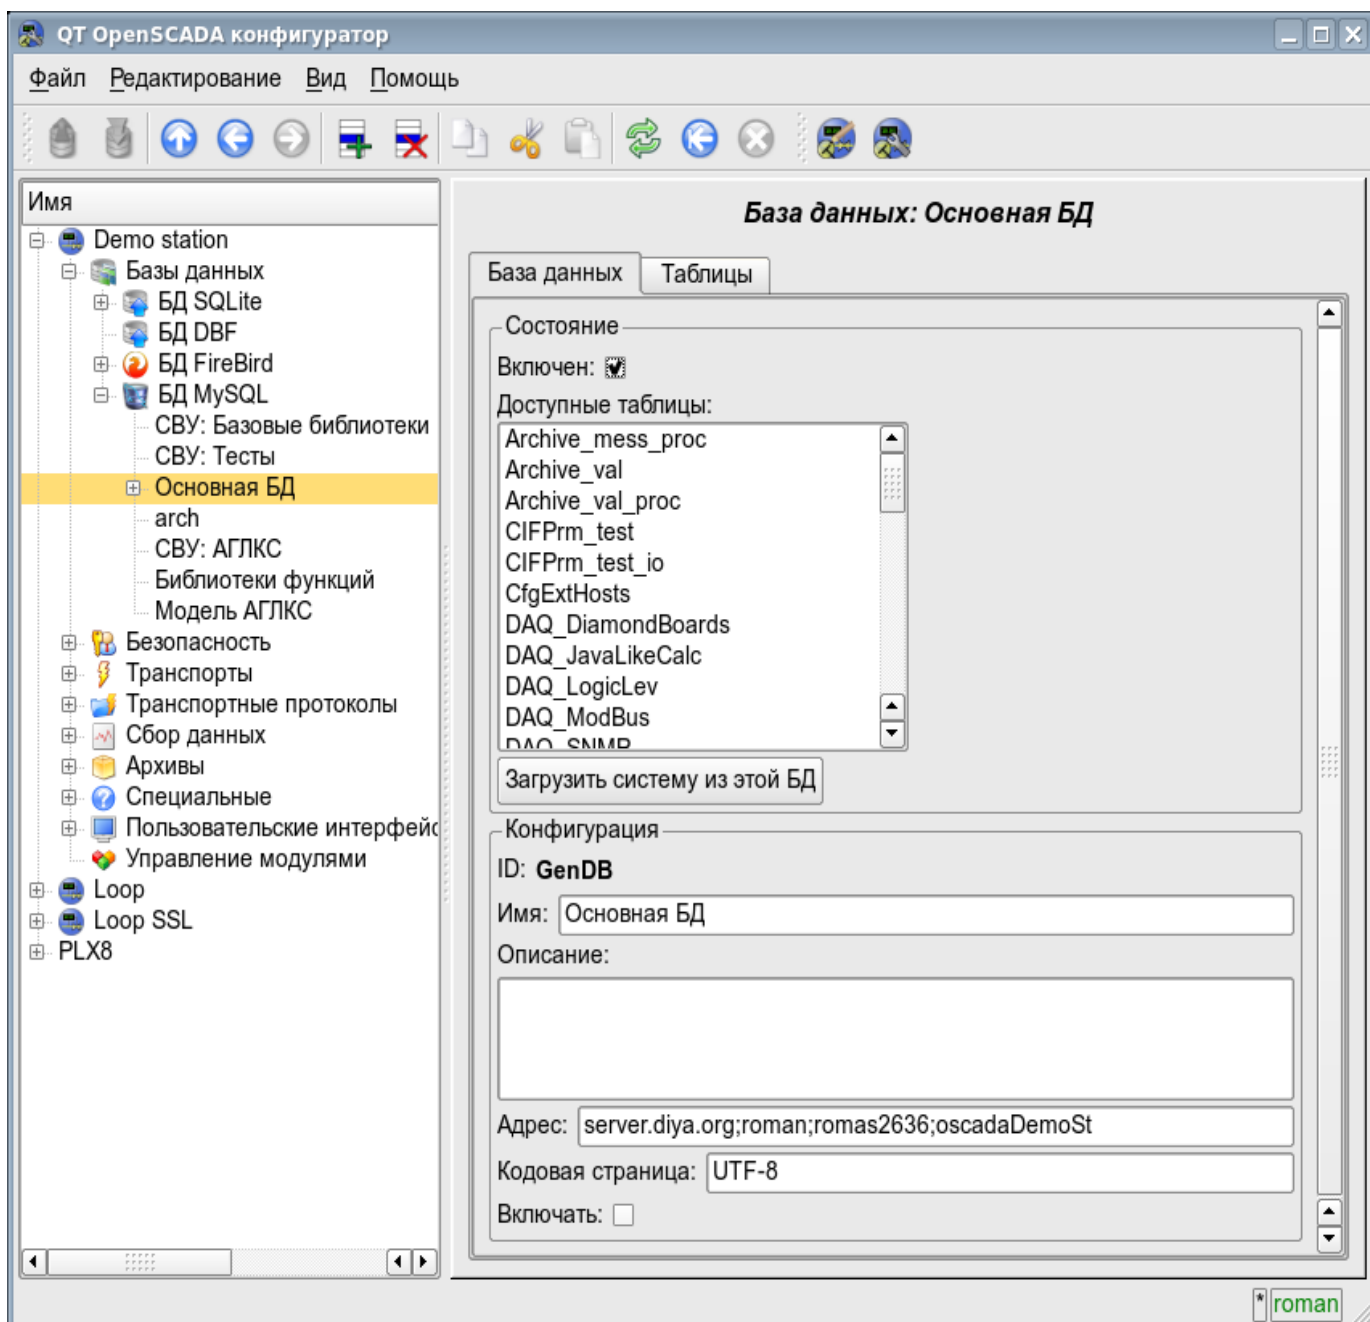 QT OpenSCADA конфигуратор
Файл Редактирование Вид Помощь
Имя
Demo station
Базы данных
БД SQLite
БД DBF
БД FireBird
БД MySQL
СВУ: Базовые библиотеки
СВУ: Тесты
Основная БД
arch
СВУ: АГЛКС
Библиотеки функций
Модель АГЛКС
Безопасность
Транспорты
Транспортные протоколы
Сбор данных
Архивы
Специальные
Пользовательские интерфейс
Управление модулями
Loop
Loop SSL
PLX8
База данных: Основная БД
База данных Таблицы
Состояние
Включен:
Доступные таблицы:
Archive_mess_proc
Archive_val
Archive_val_proc
CIFPrm_test
CIFPrm_test_io
CfgExtHosts
DAQ_DiamondBoards
DAQ_JavaLikeCalc
DAQ_LogicLev
DAQ_ModBus
DAQ_SNMP
Загрузить систему из этой БД
Конфигурация
ID: GenDB
Имя: Основная БД
Описание:
Адрес: server.diya.org;roman;romas2636;oscadaDemoSt
Кодовая страница: UTF-8
Включать:
* roman